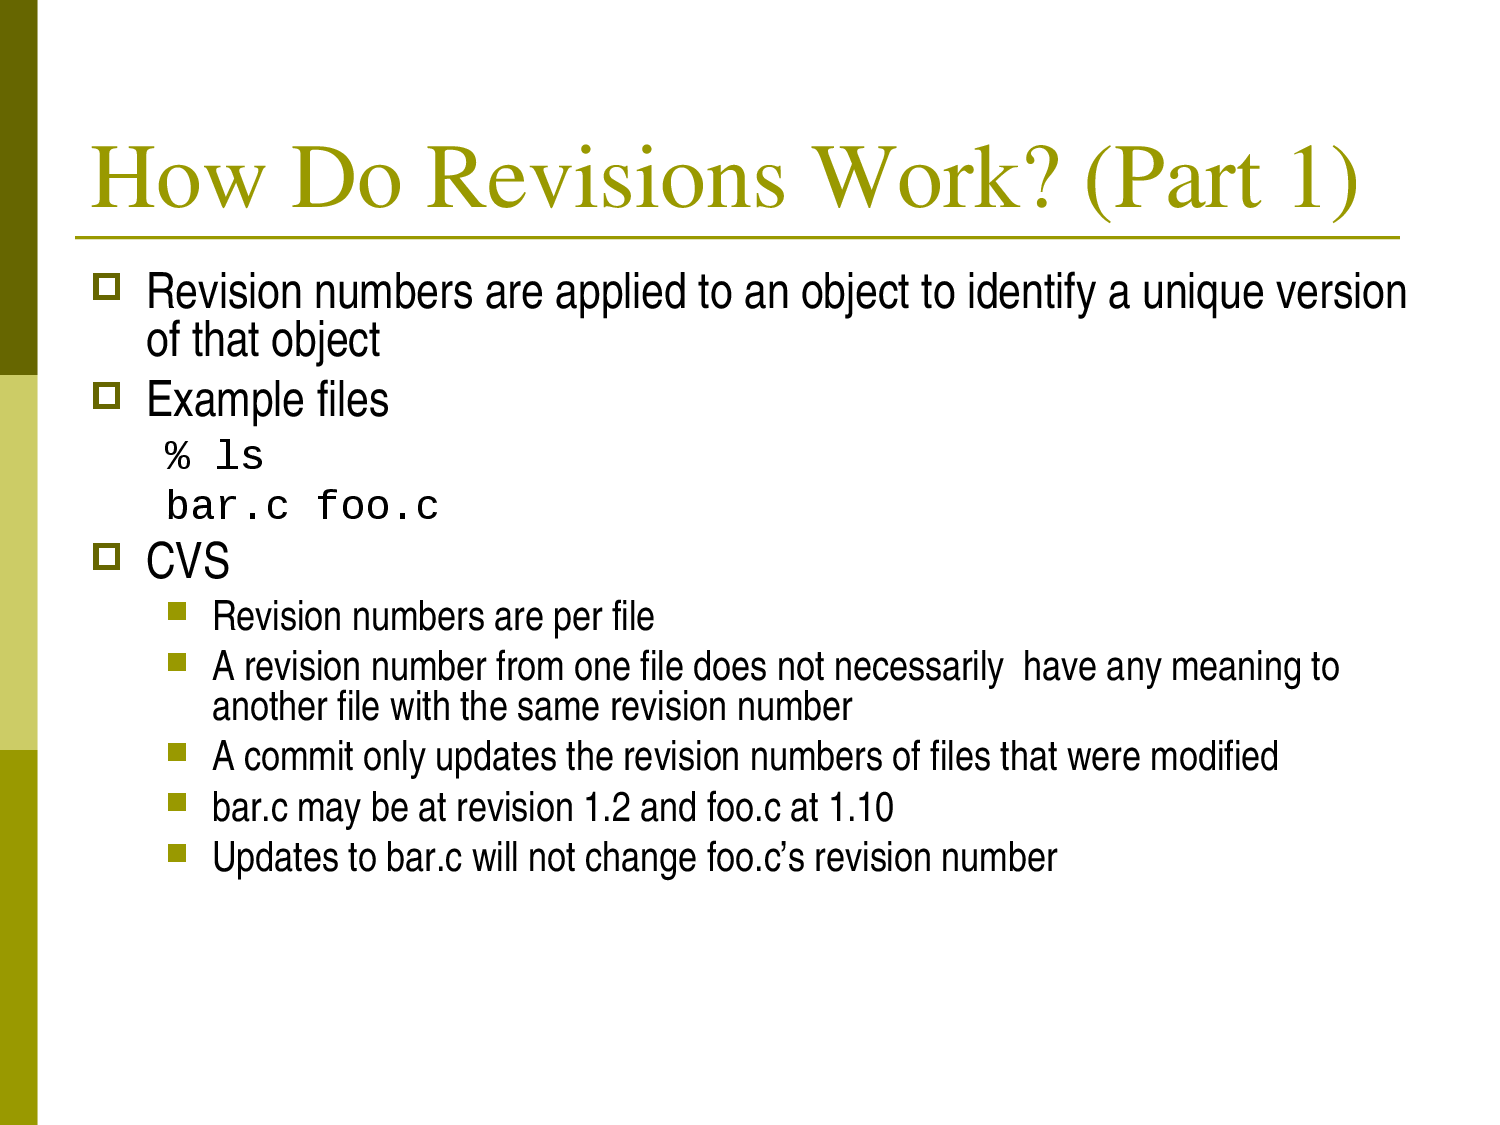 How Do Revisions Work? (Part 1)
Revision numbers are applied to an object to identify a unique version
of that object
Example files
% ls
bar.c foo.c
CVS
Revision numbers are per file
A revision number from one file does not necessarily  have any meaning to
another file with the same revision number
A commit only updates the revision numbers of files that were modified
bar.c may be at revision 1.2 and foo.c at 1.10
Updates to bar.c will not change foo.c’s revision number